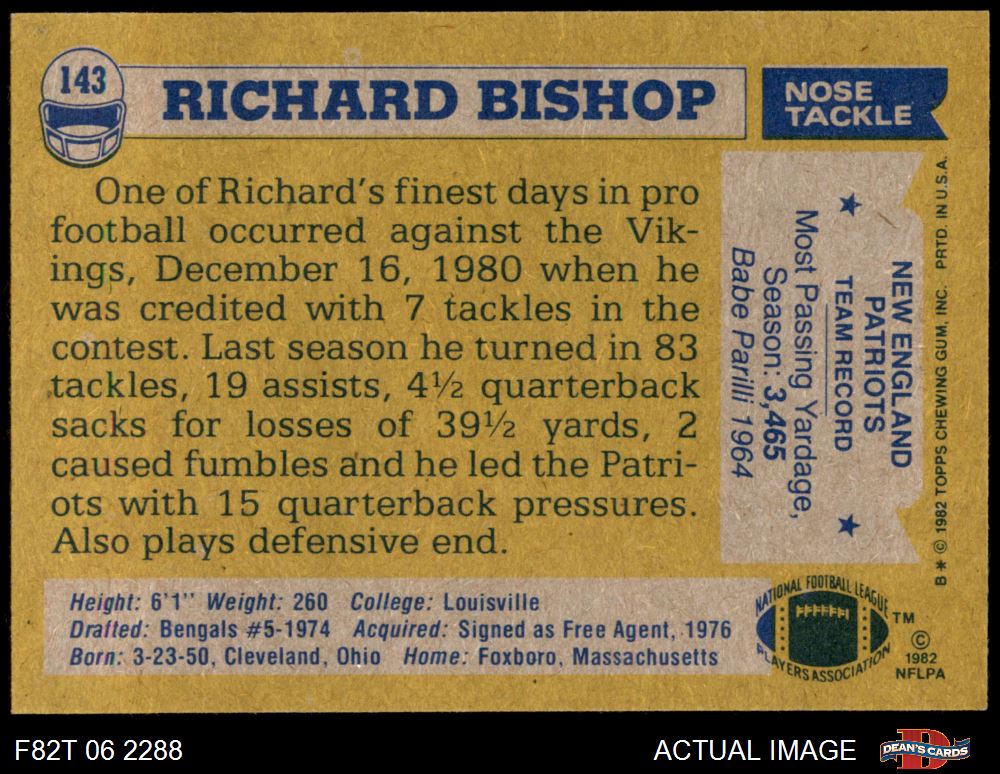 143
RICHARD BISHOP
NOSE
TACKLE
One of Richard's finest days in pro
football occurred against the Vik-
ings, December 16, 1980 when he
was credited with 7 tackles in the
contest. Last season he turned in 83
tackles, 19 assists, 4½ quarterback
sacks for losses of 39½ yards, 2
caused fumbles and he led the Patri-
ots with 15 quarterback pressures.
Also plays defensive end.
NEW ENGLAND
PATRIOTS
TEAM RECORD
Most Passing Yardage,
Season: 3,465
Babe Parilli 1964
B* © 1982 TOPPS CHEWING GUM, INC. PRTD. IN U.S.A.
Height: 6'1" Weight: 260 College: Louisville
Drafted: Bengals #5-1974 Acquired: Signed as Free Agent, 1976
Born: 3-23-50, Cleveland, Ohio Home: Foxboro, Massachusetts
NATIONAL FOOTBALL LEAGUE
PLAYERS ASSOCIATION
TM
©
1982
NFLPA
F82T 06 2288
ACTUAL IMAGE
DEAN'S CARDS